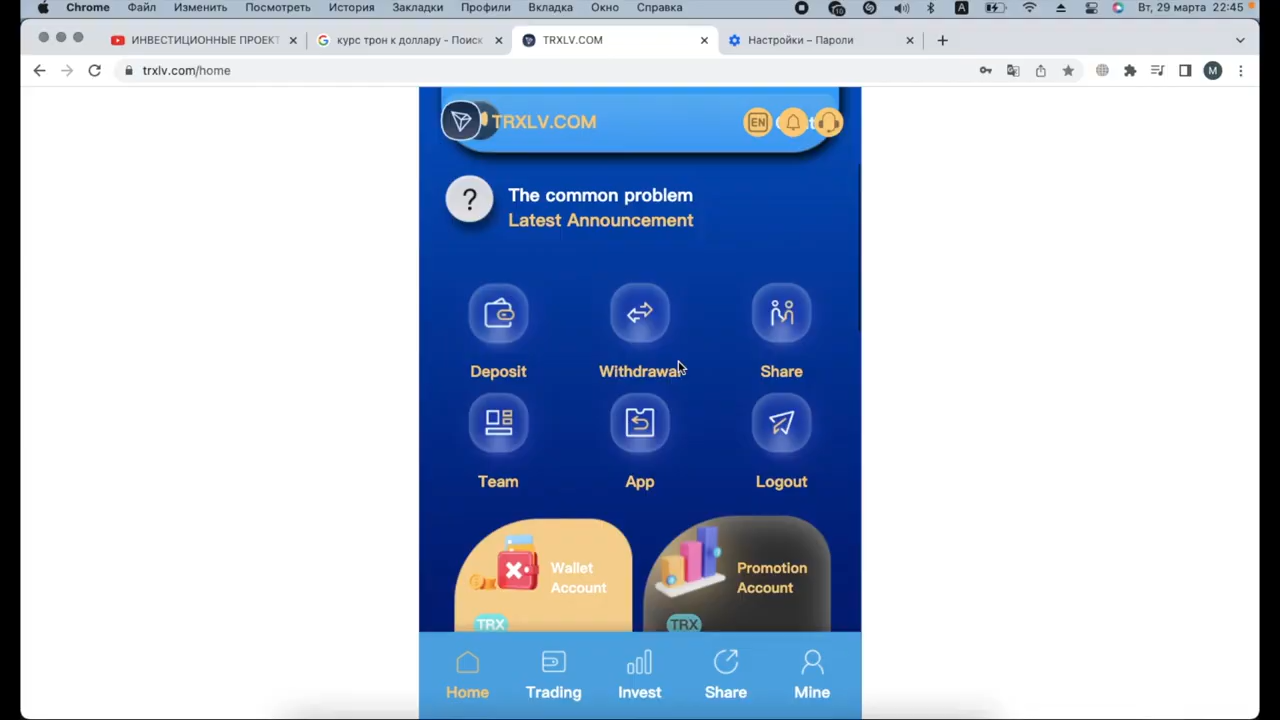 Chrome Файл Изменить Посмотреть История Закладки Профили Вкладка Окно Справка 10 A Вт, 29 марта 22:45
ИНВЕСТИЦИОННЫЕ ПРОЕКТ курс трон к доллару - Поиск TRXLV.COM Настройки – Пароли
trxlv.com/home M
TRXLV.COM EN
The common problem
Latest Announcement
Deposit Withdrawal Share
Team App Logout
Wallet Promotion
Account Account
TRX TRX
Home Trading Invest Share Mine